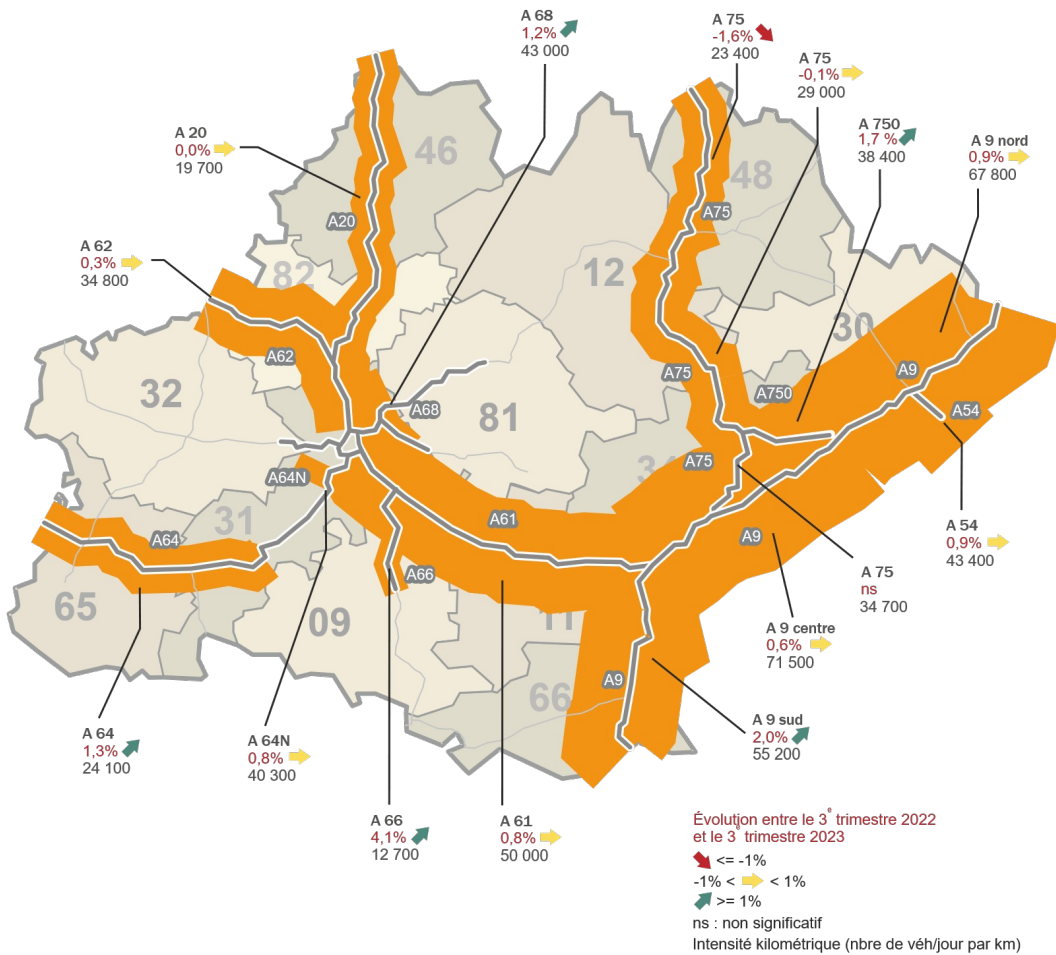 A 68
1,2%
43 000
A 75
-1,6%
23 400
A 75
-0,1%
29 000
A 750
1,7 %
38 400
A 9 nord
0,9%
67 800
A 20
0,0%
19 700
A 62
0,3%
34 800
46
48
A20
A75
82
12
30
A62
A75
A750
A9
32
A68
81
A54
34
A75
A64N
31
A64
A61
A9
A66
65
09
11
66
A9
A 54
0,9%
43 400
A 75
ns
34 700
A 9 centre
0,6%
71 500
A 9 sud
2,0%
55 200
A 64
1,3%
24 100
A 64N
0,8%
40 300
A 66
4,1%
12 700
A 61
0,8%
50 000
Évolution entre le 3e trimestre 2022
et le 3e trimestre 2023
<= -1%
-1% < < 1%
>= 1%
ns : non significatif
Intensité kilométrique (nbre de véh/jour par km)